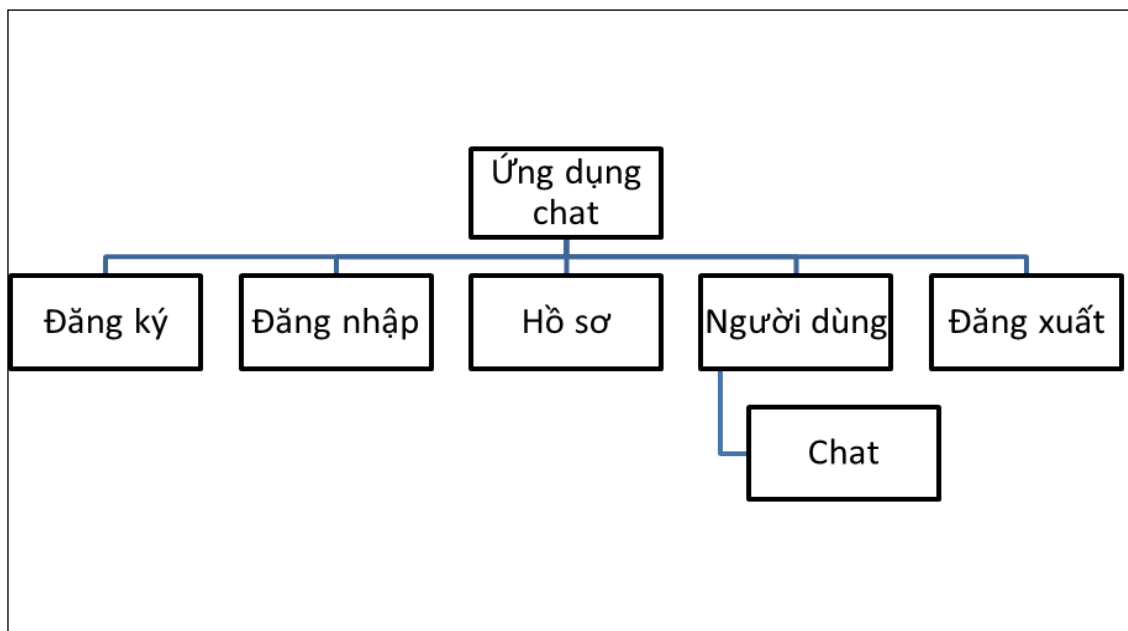 Ứng dụng
chat
Đăng ký
Đăng nhập
Hồ sơ
Người dùng
Đăng xuất
Chat